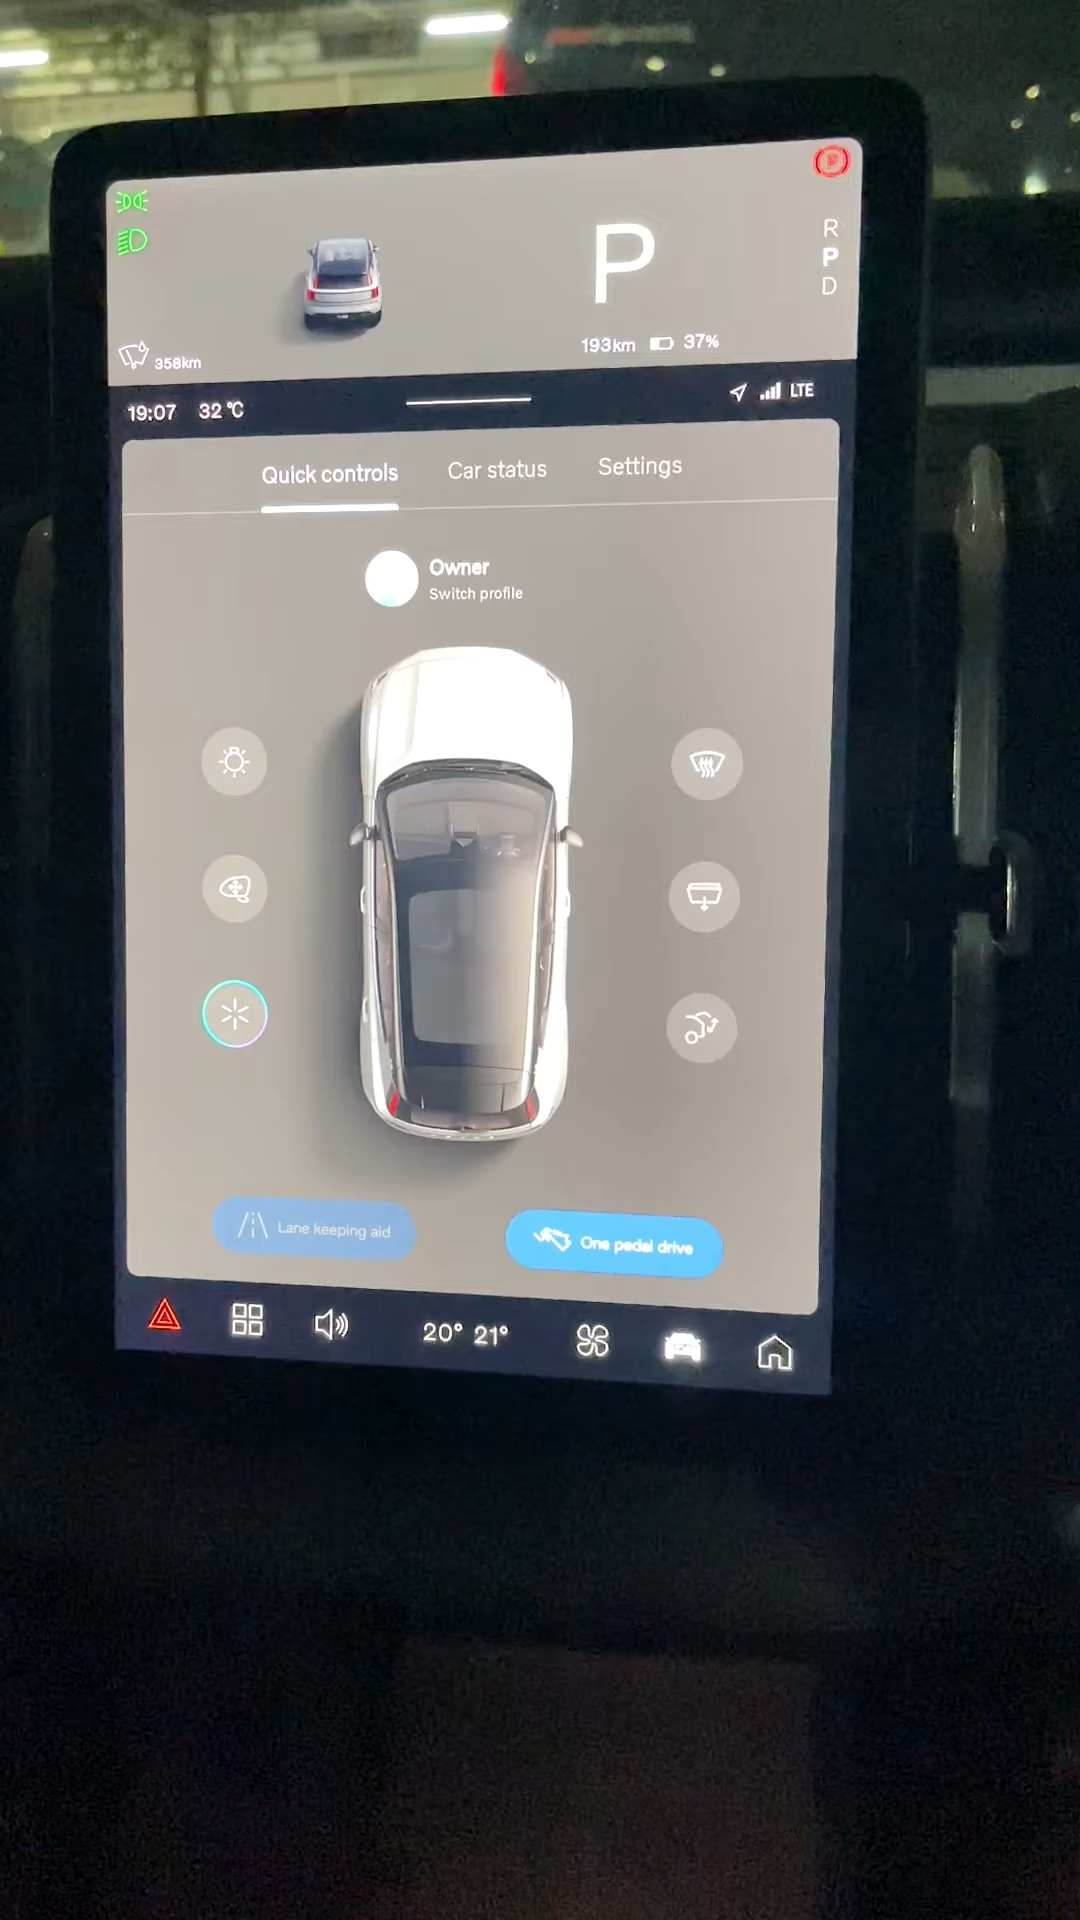 P
R
P
P
D
193km 37%
358km
19:07 32 °C
LTE
Quick controls Car status Settings
Owner
Switch profile
Lane keeping aid
One pedal drive
20° 21°